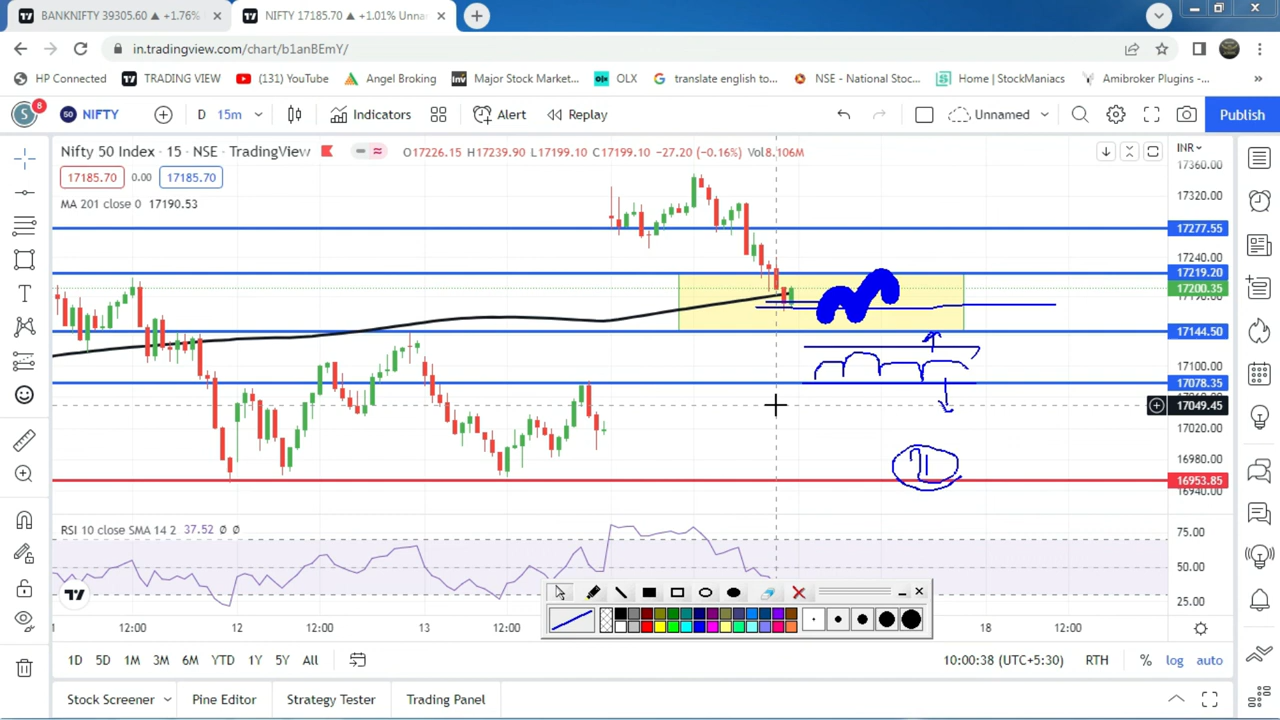 BANKNIFTY 39305.60 ▲ +1.76%
NIFTY 17185.70 ▲ +1.01% Unna
in.tradingview.com/chart/b1anBEmY/
HP Connected
TRADING VIEW
(131) YouTube
Angel Broking
Major Stock Market...
OLX
translate english to...
NSE - National Stoc...
Home | StockManiacs
Amibroker Plugins -...
»
S 8
50 NIFTY
D 15m
Indicators
Alert
Replay
Unnamed
Publish
Nifty 50 Index · 15 · NSE · TradingView
O17226.15 H17239.90 L17199.10 C17199.10 -27.20 (-0.16%) Vol8.106M
INR
17185.70 0.00 17185.70
MA 201 close 0 17190.53
17360.00
17320.00
17277.55
17240.00
17219.20
17200.35
17144.50
17100.00
17078.35
17049.45
17020.00
16980.00
16953.85
16940.00
RSI 10 close SMA 14 2 37.52 Ø Ø
75.00
50.00
25.00
12:00 12 12:00 13 12:00 18 12:00
1D 5D 1M 3M 6M YTD 1Y 5Y All
10:00:38 (UTC+5:30) RTH % log auto
Stock Screener Pine Editor Strategy Tester Trading Panel